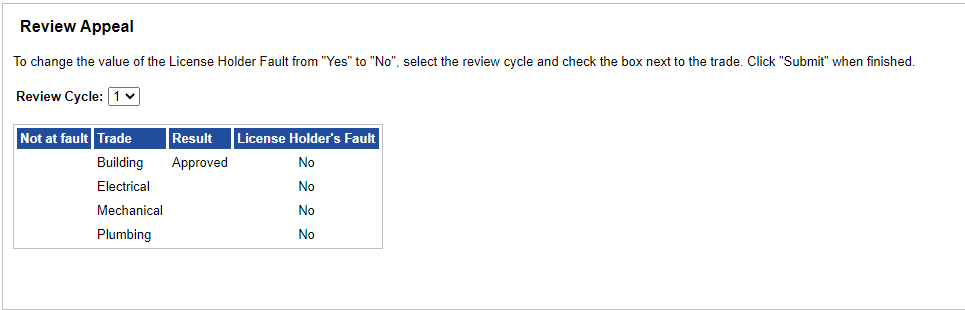 Review Appeal
To change the value of the License Holder Fault from "Yes" to "No", select the review cycle and check the box next to the trade. Click "Submit" when finished.
Review Cycle: 1
Not at fault Trade Result License Holder's Fault
Building Approved No
Electrical No
Mechanical No
Plumbing No